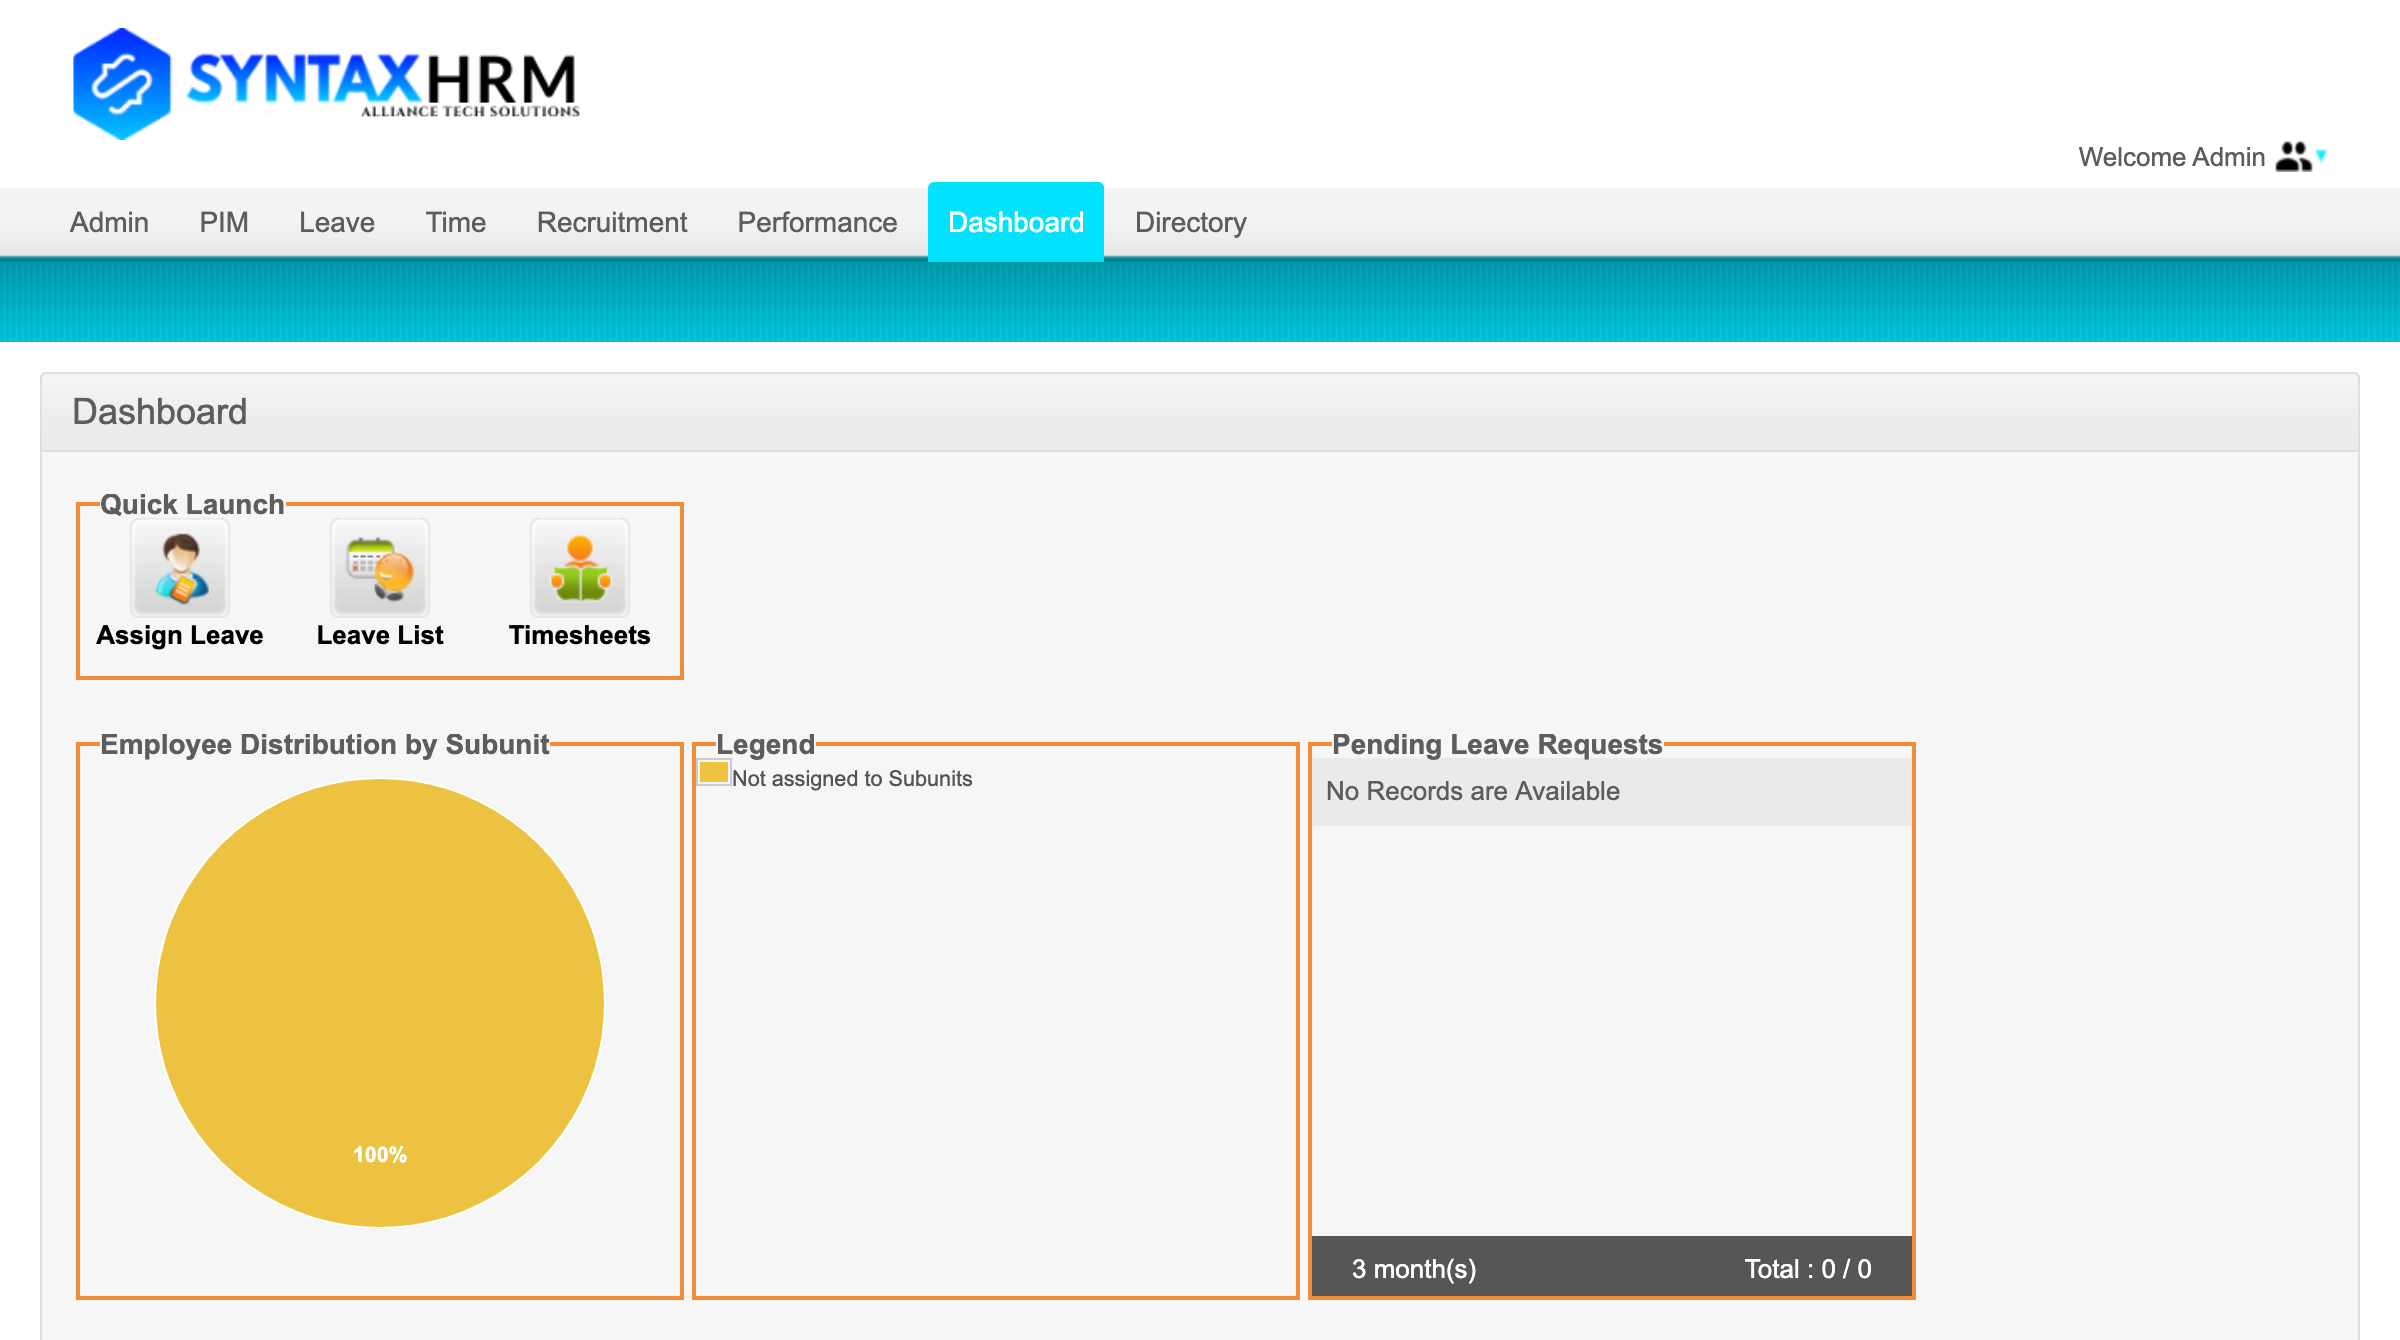 SYNTAXHRM
ALLIANCE TECH SOLUTIONS
Welcome Admin
Admin PIM Leave Time Recruitment Performance Dashboard Directory
Dashboard
Quick Launch
Assign Leave Leave List Timesheets
Employee Distribution by Subunit
100%
Legend
Not assigned to Subunits
Pending Leave Requests
No Records are Available
3 month(s) Total : 0 / 0